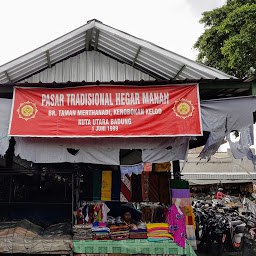 PASAR TRADISIONAL HEGAR MANAH
BR. TAMAN MERTHANADI, KEROBOKAN KELOD
KUTA UTARA BADUNG
1 JUNI 1999